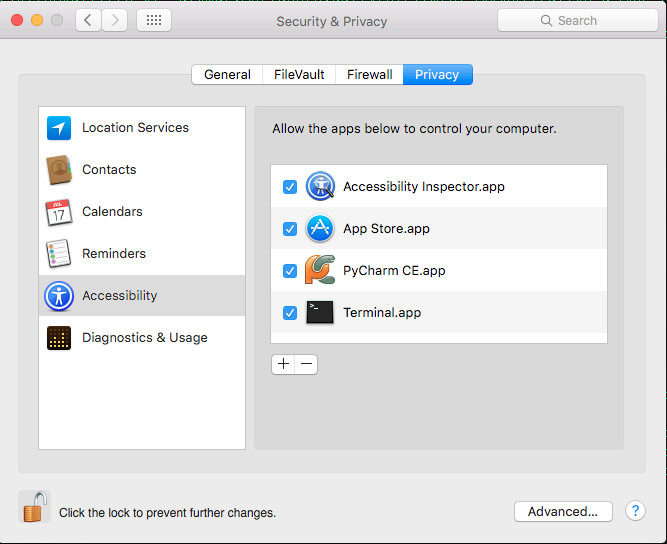 Security & Privacy
Search
General
FileVault
Firewall
Privacy
Location Services
Contacts
JUL
17
Calendars
Reminders
Accessibility
Diagnostics & Usage
Allow the apps below to control your computer.
Accessibility Inspector.app
App Store.app
PyCharm CE.app
>_
Terminal.app
+
−
Click the lock to prevent further changes.
Advanced...
?